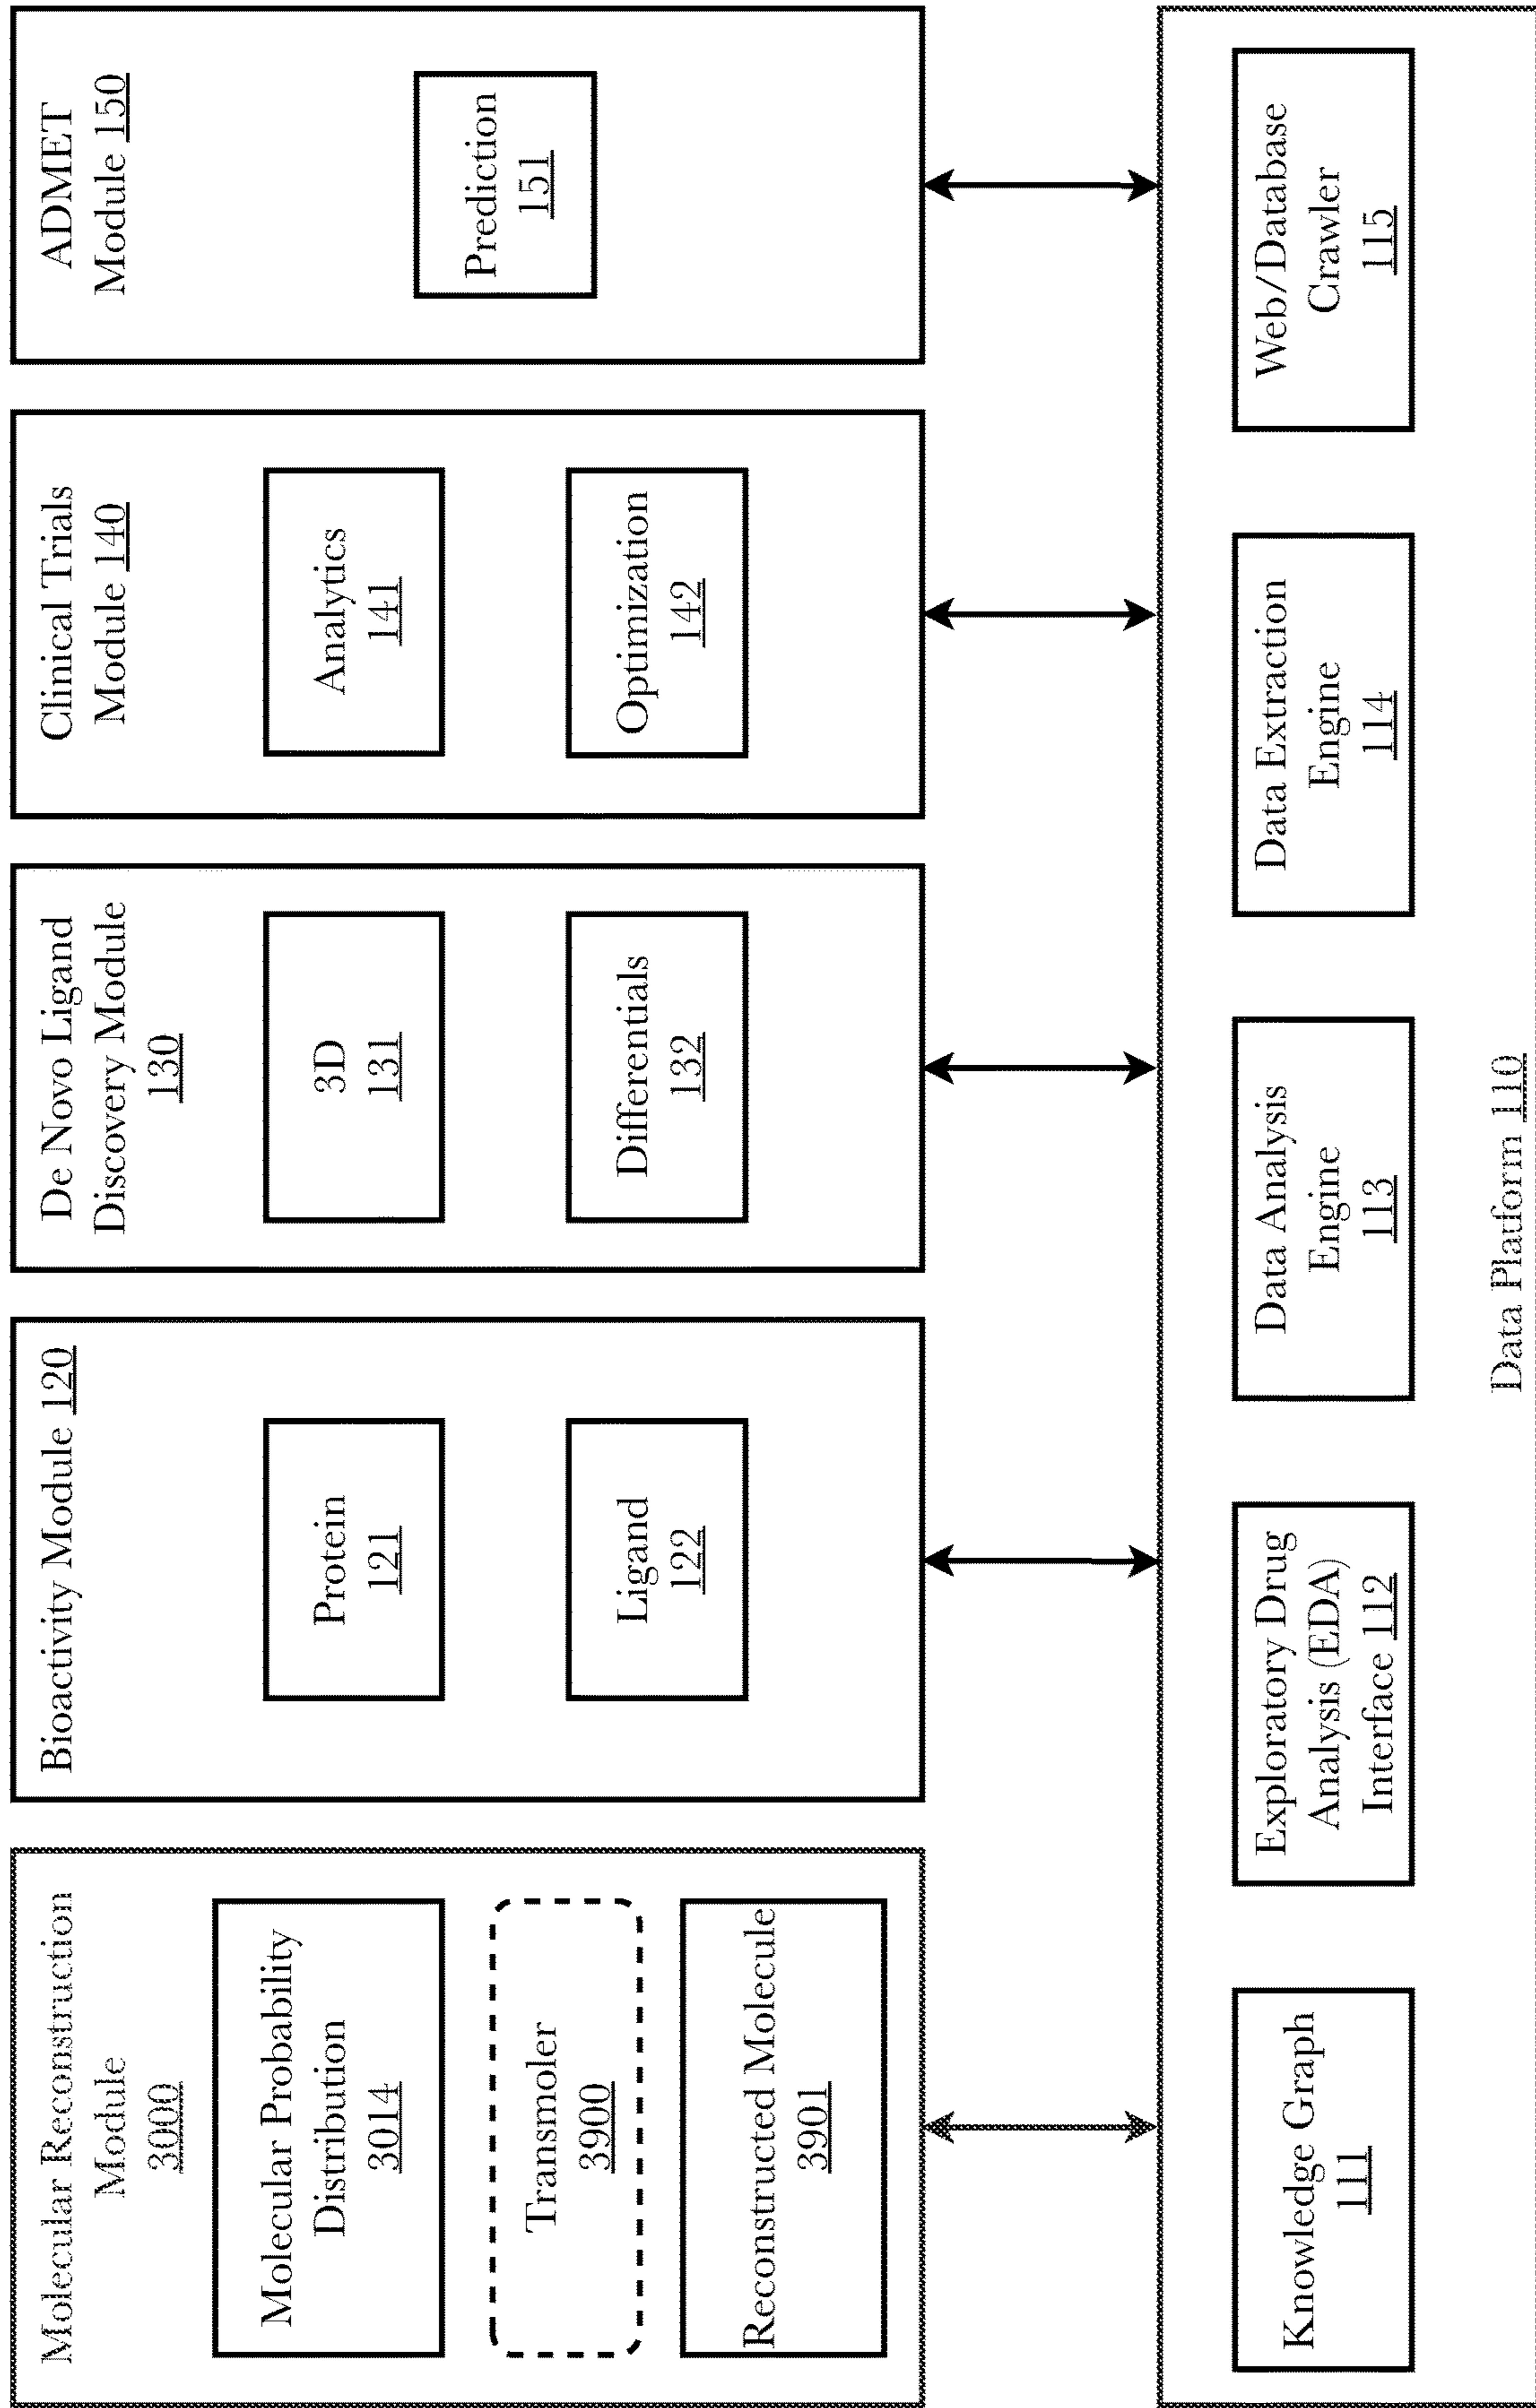 Molecular Reconstruction
Module
3000
Molecular Probability
Distribution
3014
Transmoler
3900
Reconstructed Molecule
3901
Bioactivity Module 120
Protein
121
Ligand
122
De Novo Ligand
Discovery Module
130
3D
131
Differentials
132
Clinical Trials
Module 140
Analytics
141
Optimization
142
ADMET
Module 150
Prediction
151
Knowledge Graph
111
Exploratory Drug
Analysis (EDA)
Interface 112
Data Analysis
Engine
113
Data Extraction
Engine
114
Web/Database
Crawler
115
Data Platform 110